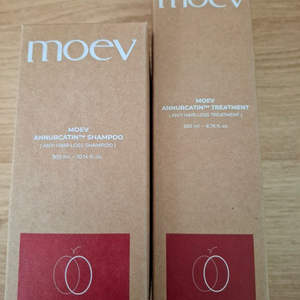 moev
MOEV
ANNURCATIN™ SHAMPOO
( ANTI HAIR-LOSS SHAMPOO )
300 ml – 10.14 fl. oz.
moev
MOEV
ANNURCATIN™ TREATMENT
( ANTI HAIR-LOSS TREATMENT )
200 ml – 6.76 fl. oz.